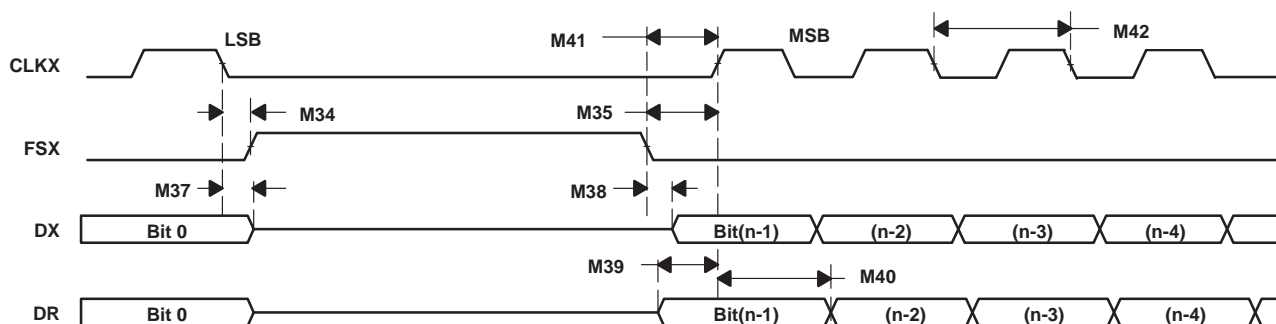 LSB
M41
MSB
M42
CLKX
M34
M35
FSX
M37
M38
DX
Bit 0
Bit(n-1)
(n-2)
(n-3)
(n-4)
M39
M40
DR
Bit 0
Bit(n-1)
(n-2)
(n-3)
(n-4)